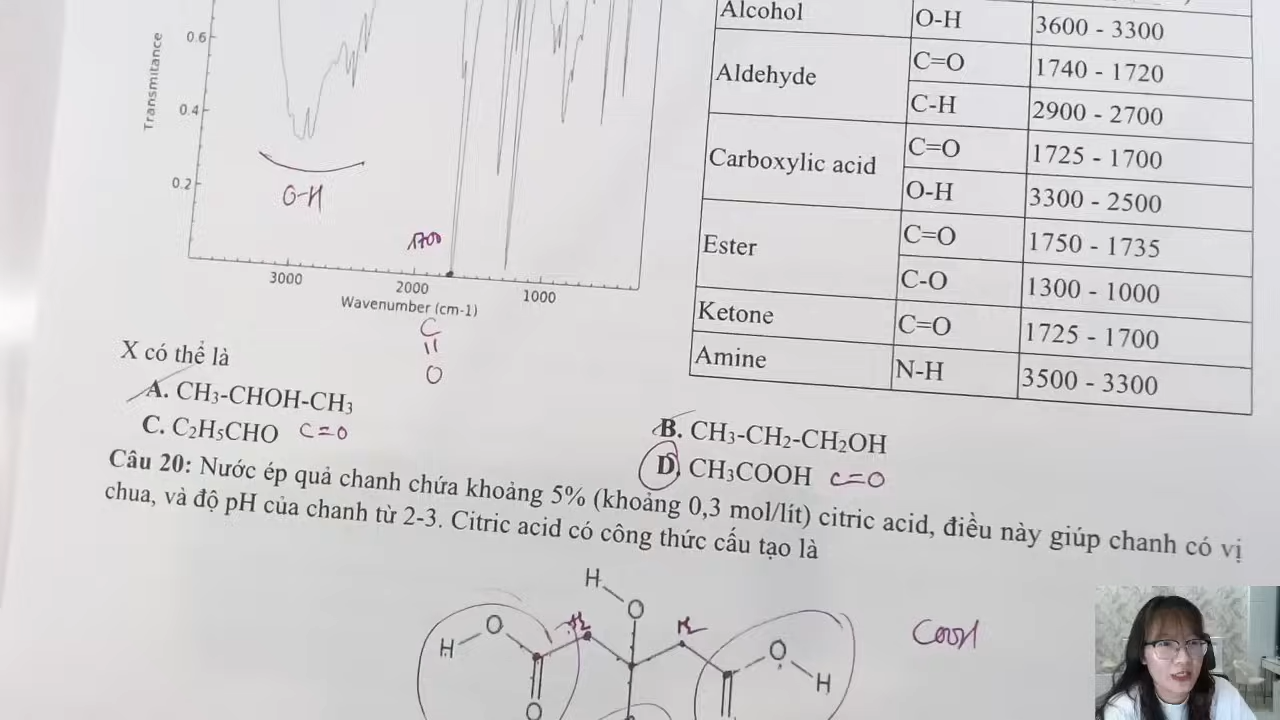 Transmitance
0.6
0.4
0.2
O-H
1700
3000
2000
1000
Wavenumber (cm-1)
C
=
O
Alcohol O-H 3600 - 3300
Aldehyde C=O 1740 - 1720
C-H 2900 - 2700
Carboxylic acid C=O 1725 - 1700
O-H 3300 - 2500
Ester C=O 1750 - 1735
C-O 1300 - 1000
Ketone C=O 1725 - 1700
Amine N-H 3500 - 3300
X có thể là
A. CH3-CHOH-CH3
B. CH3-CH2-CH2OH
C. C2H5CHO C=O
D. CH3COOH C=O
Câu 20: Nước ép quả chanh chứa khoảng 5% (khoảng 0,3 mol/lít) citric acid, điều này giúp chanh có vị
chua, và độ pH của chanh từ 2-3. Citric acid có công thức cấu tạo là
H
O
O
H
O
H
O
COOH